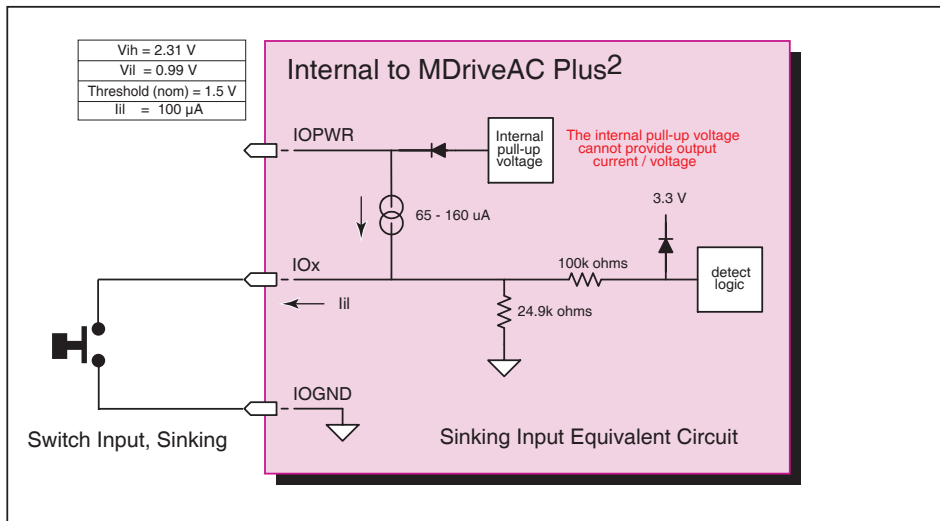 Vih = 2.31 V
Vil = 0.99 V
Threshold (nom) = 1.5 V
Iil = 100 µA
Internal to MDriveAC Plus2
IOPWR
Internal
pull-up
voltage
The internal pull-up voltage
cannot provide output
current / voltage
65 - 160 uA
3.3 V
IOx
100k ohms
detect
logic
Iil
24.9k ohms
IOGND
Switch Input, Sinking
Sinking Input Equivalent Circuit